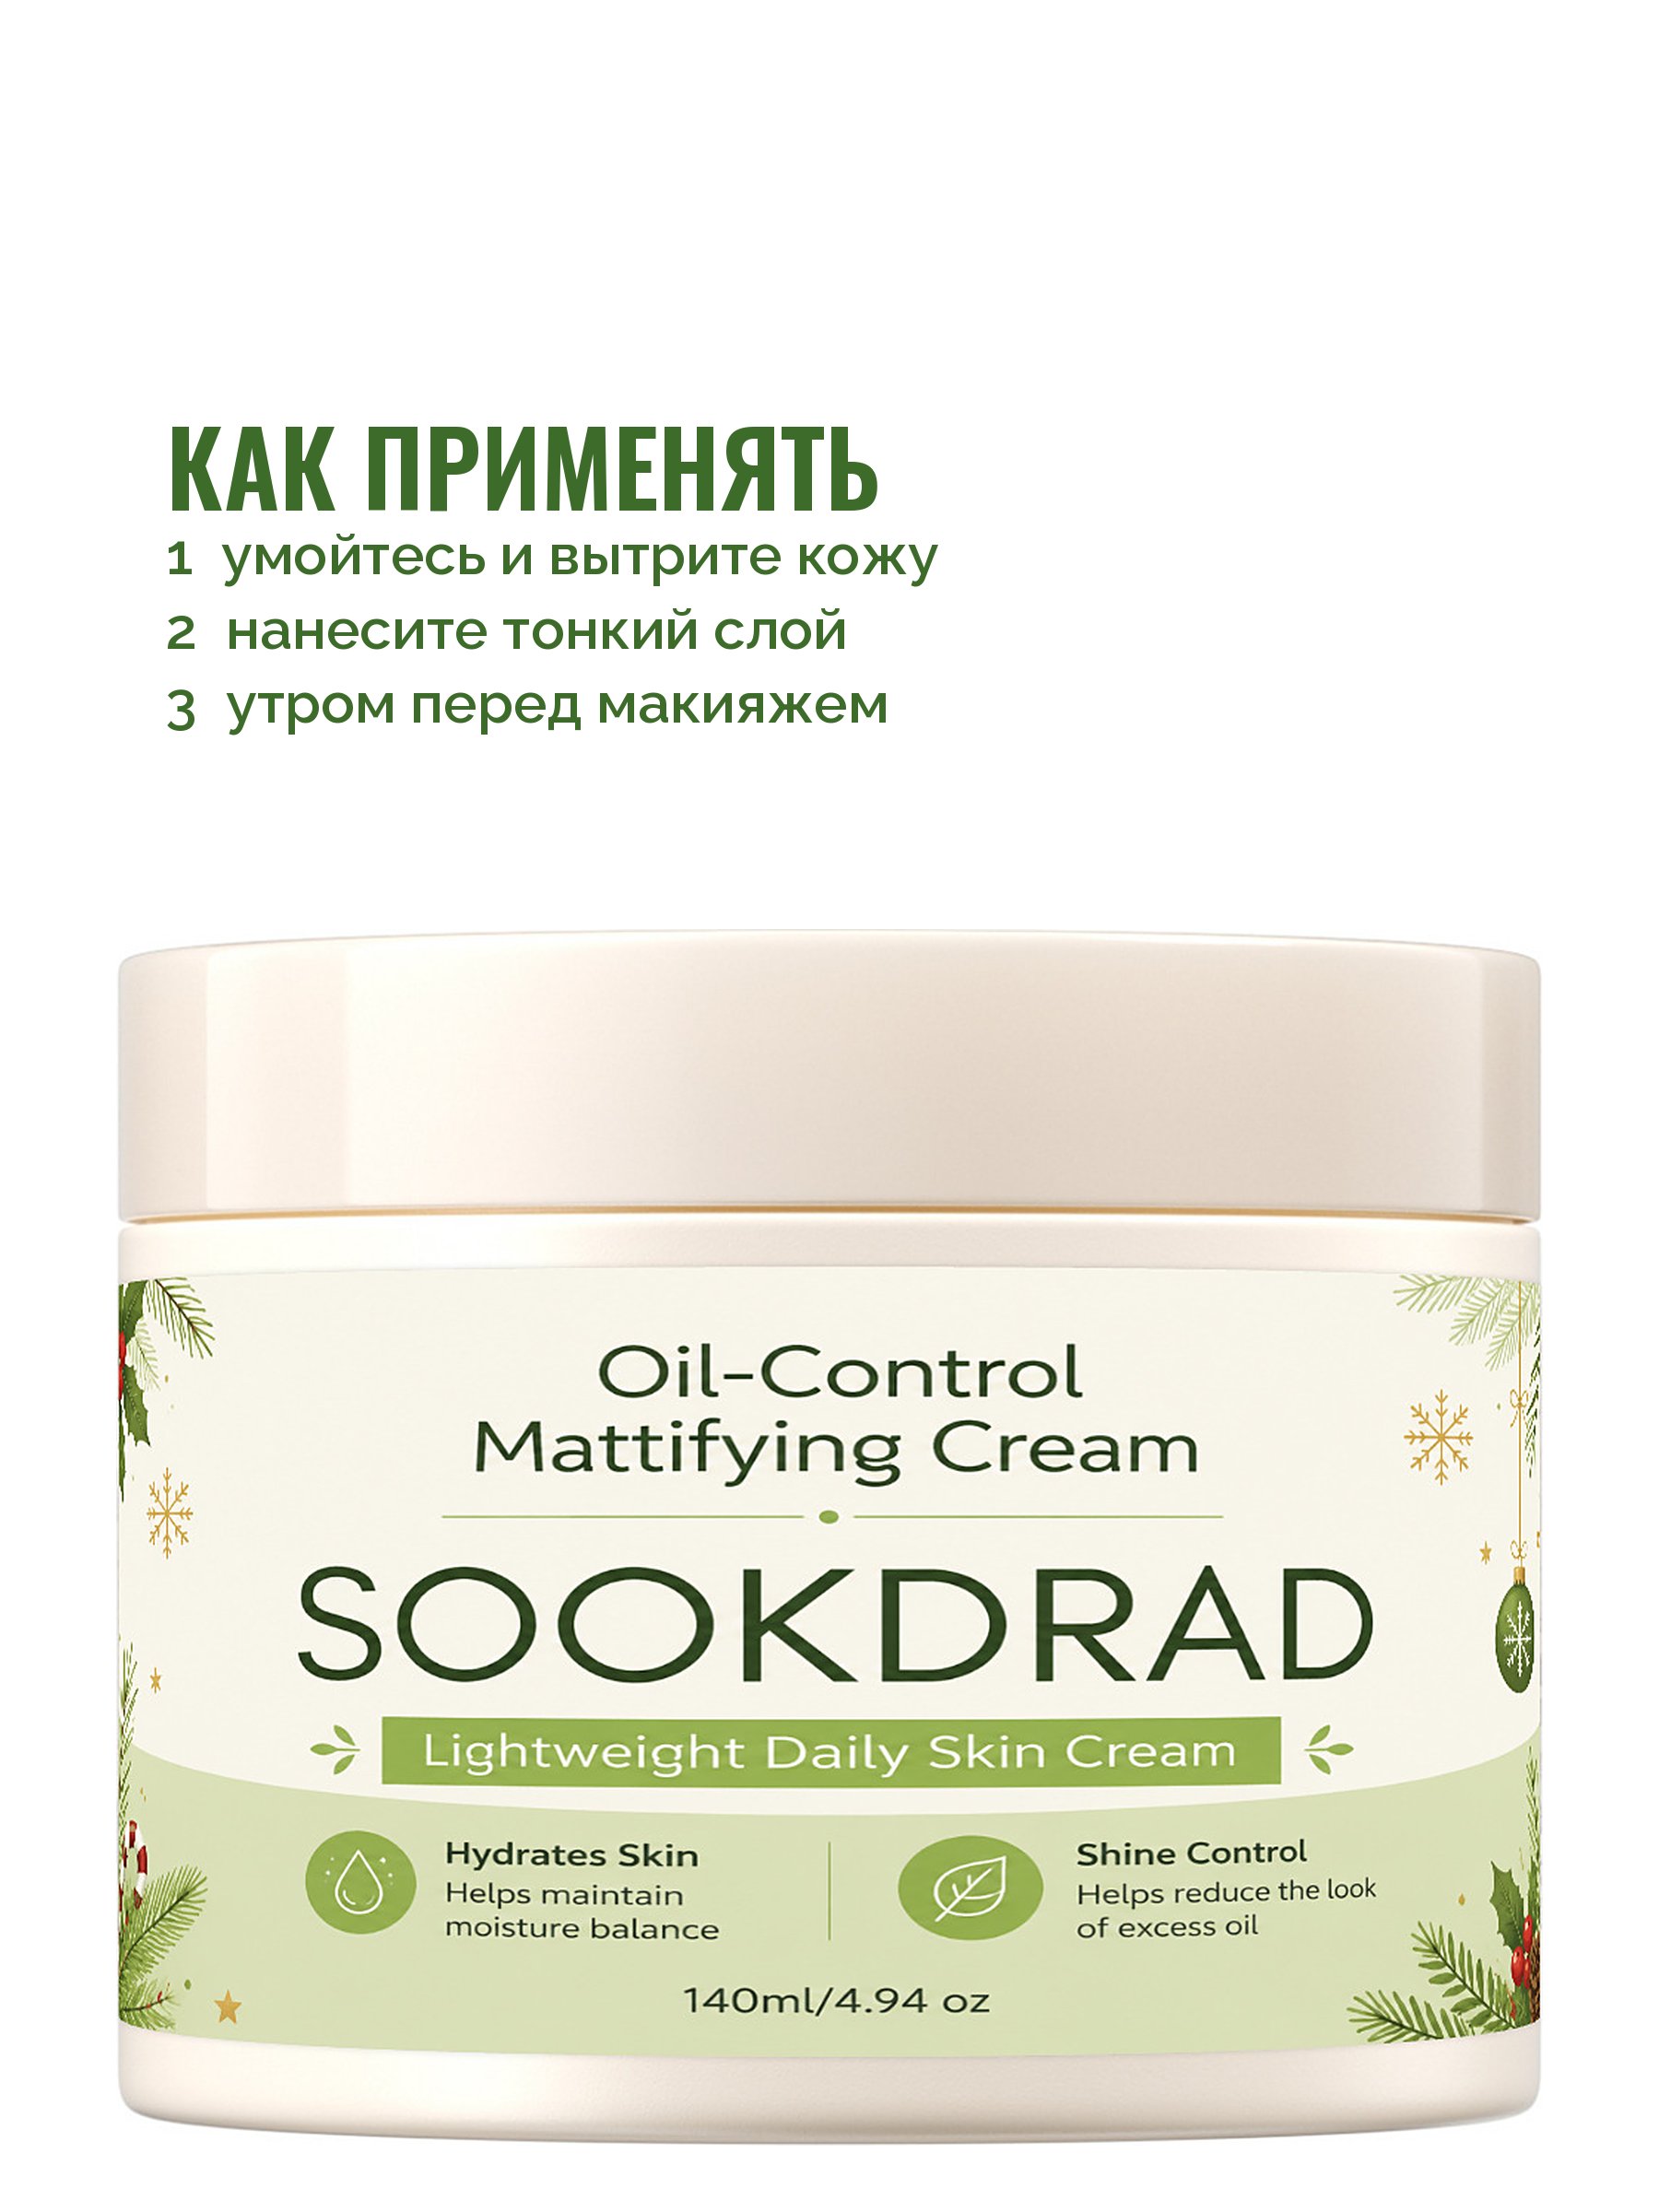 КАК ПРИМЕНЯТЬ
1 умойтесь и вытрите кожу
2 нанесите тонкий слой
3 утром перед макияжем
Oil-Control
Mattifying Cream
SOOKDRAD
Lightweight Daily Skin Cream
Hydrates Skin
Helps maintain
moisture balance
Shine Control
Helps reduce the look
of excess oil
140ml/4.94 oz